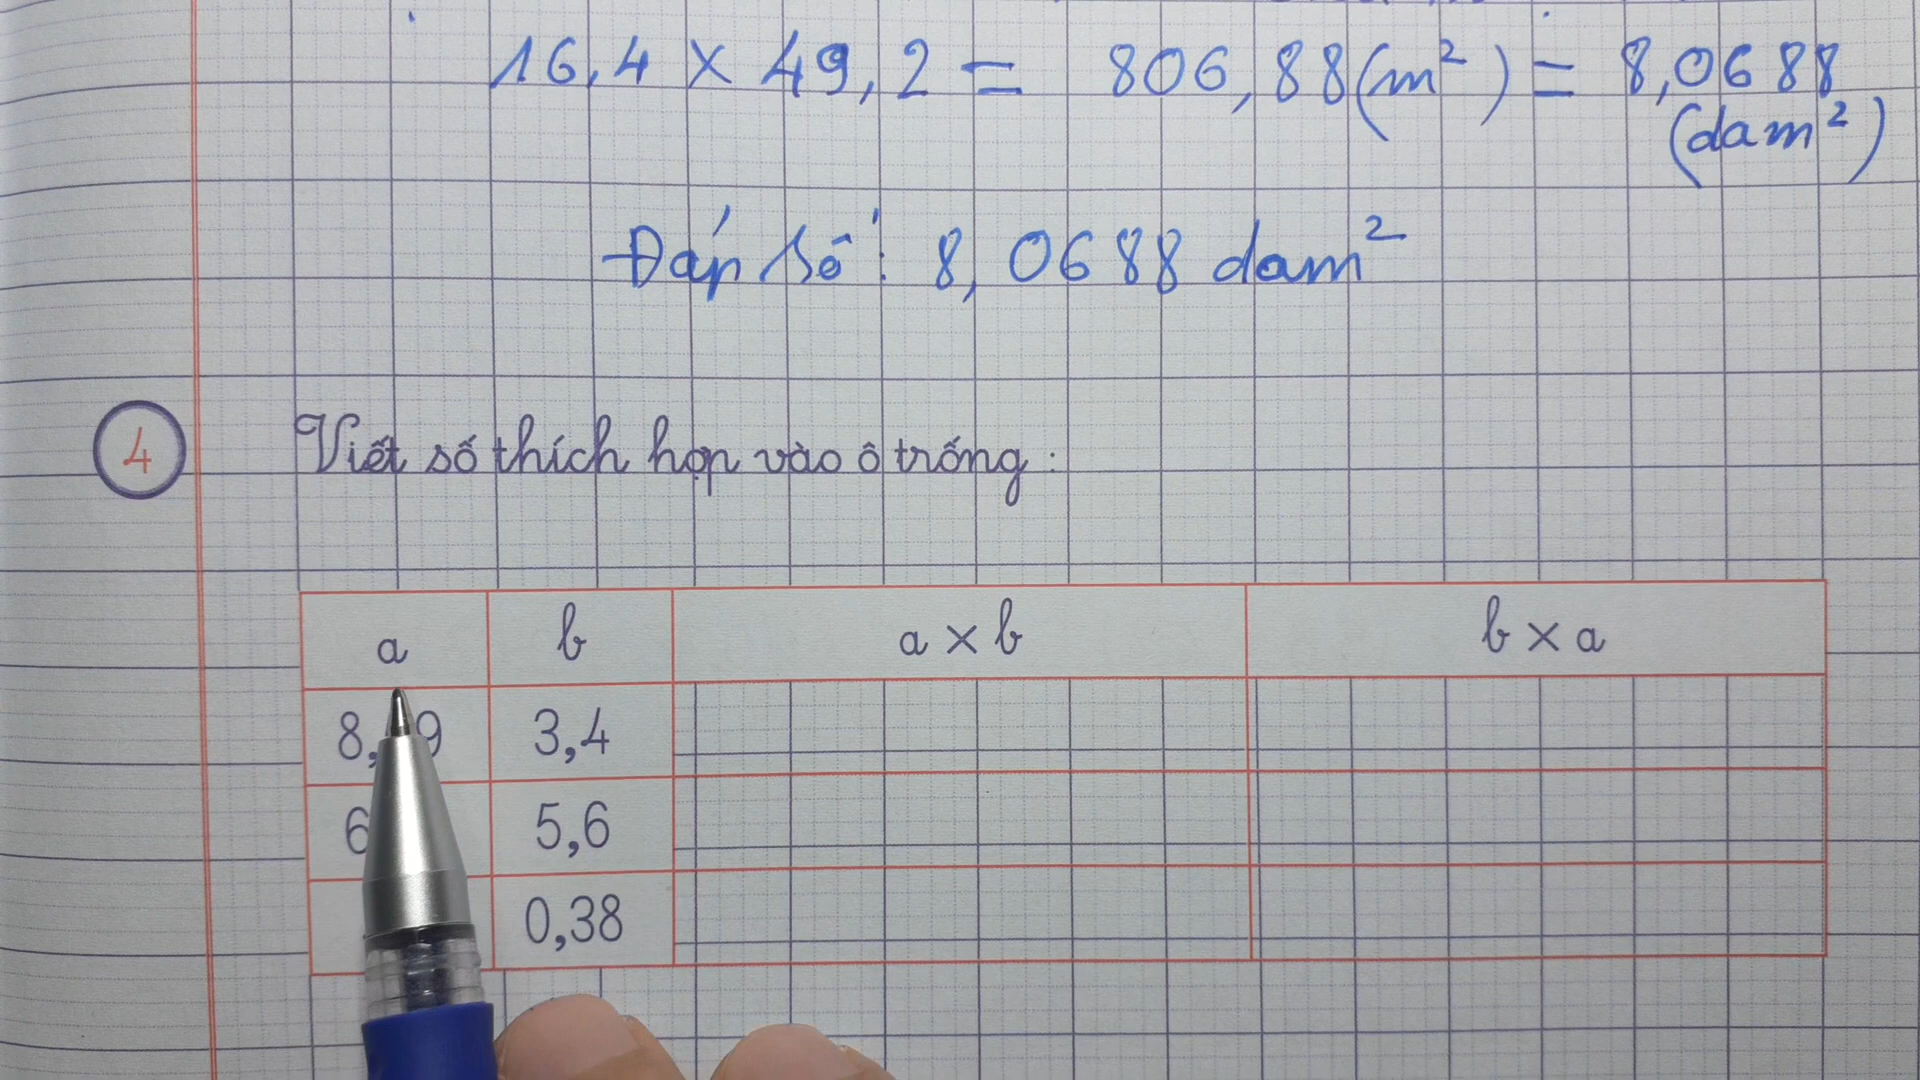 16,4 x 49,2 = 806,88 (m²) = 8,0688
(dam²)
Đáp số: 8,0688 dam²
4 Viết số thích hợp vào ô trống:
a b a x b b x a
3,4
5,6
0,38